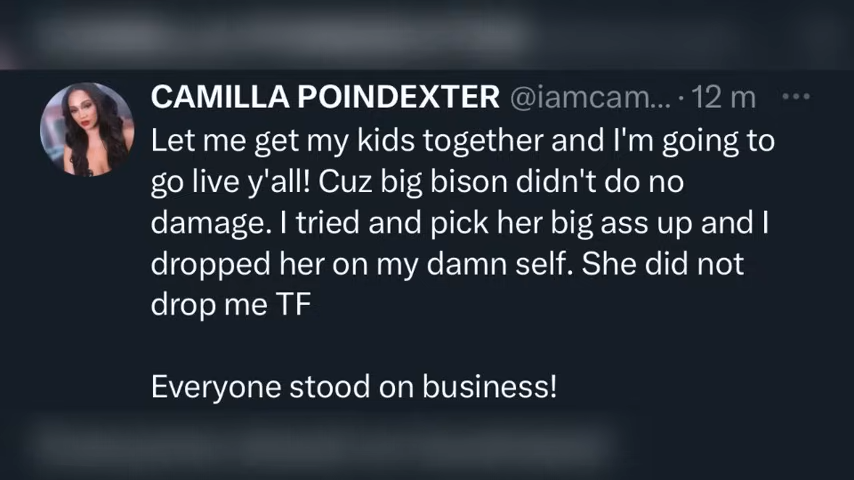 CAMILLA POINDEXTER @iamcam... · 12 m ...
Let me get my kids together and I'm going to
go live y'all! Cuz big bison didn't do no
damage. I tried and pick her big ass up and I
dropped her on my damn self. She did not
drop me TF
Everyone stood on business!